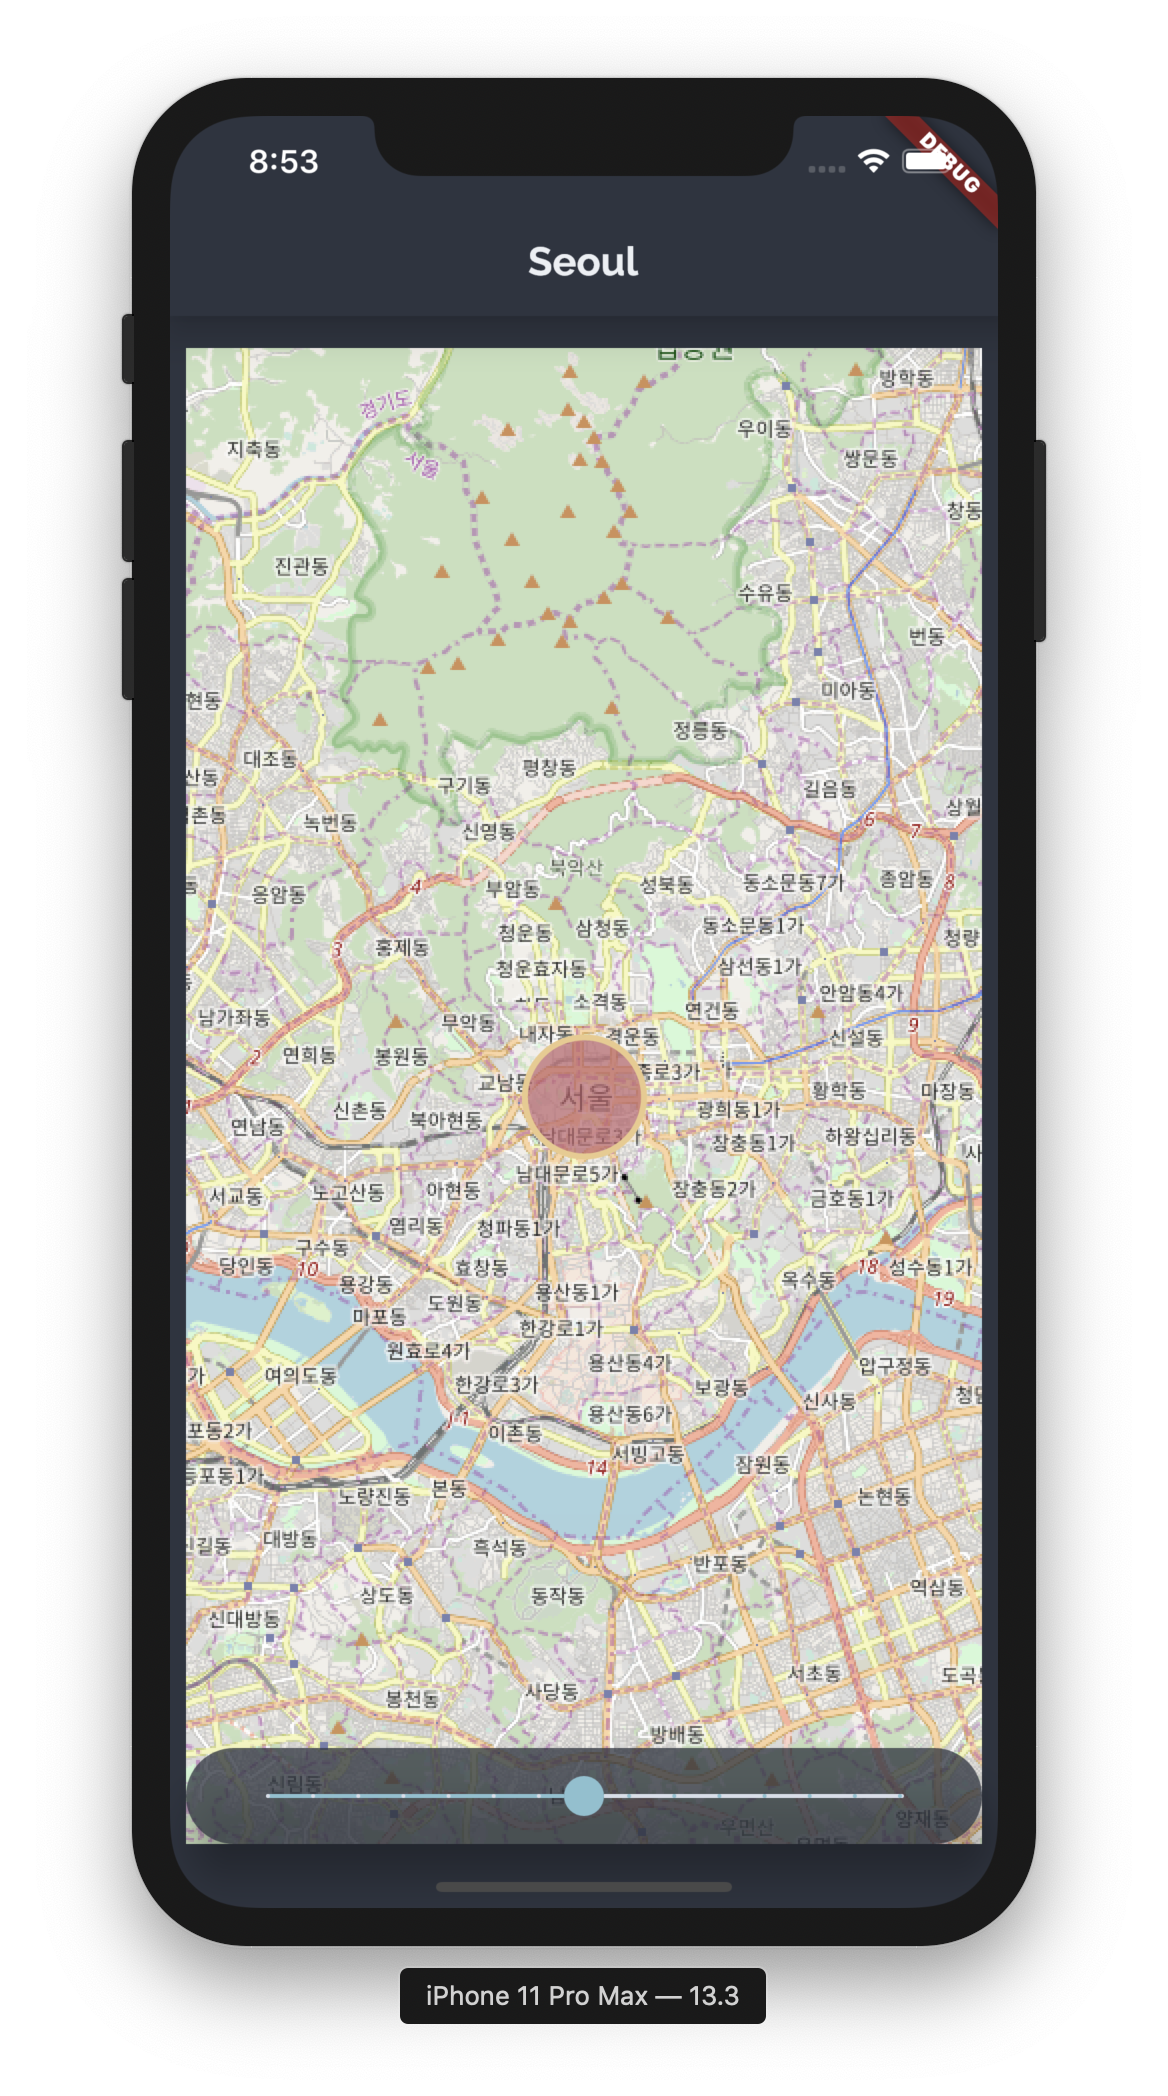 8:53
DEBUG
Seoul
방학동
경기도
우이동
지축동
서울
쌍문동
창동
진관동
수유동
번동
미아동
정릉동
대조동
평창동
구기동
길음동
녹번동
신영동
6
7
북악산
4
부암동
성북동
동소문동7가
종암동
8
응암동
청운동
삼청동
동소문동1가
3
홍제동
청운효자동
삼선동1가
소격동
안암동4가
남가좌동
무악동
연건동
9
신설동
2
연희동
봉원동
내자동
경운동
종로3가
교남동
서울
황학동
마장동
신촌동
북아현동
광희동1가
연남동
남대문로3가
장충동1가
하왕십리동
남대문로5가
서교동
노고산동
아현동
장충동2가
금호동1가
염리동
청파동1가
구수동
당인동
10
용강동
효창동
옥수동
18
성수동1가
용산동1가
19
도원동
마포동
한강로1가
원효로4가
용산동4가
압구정동
여의도동
한강로3가
보광동
신사동
11
용산동6가
이촌동
포동2가
14
서빙고동
잠원동
등포동1가
노량진동
본동
논현동
대방동
흑석동
반포동
상도동
동작동
역삼동
신대방동
서초동
사당동
봉천동
방배동
신림동
우면산
양재동
iPhone 11 Pro Max — 13.3